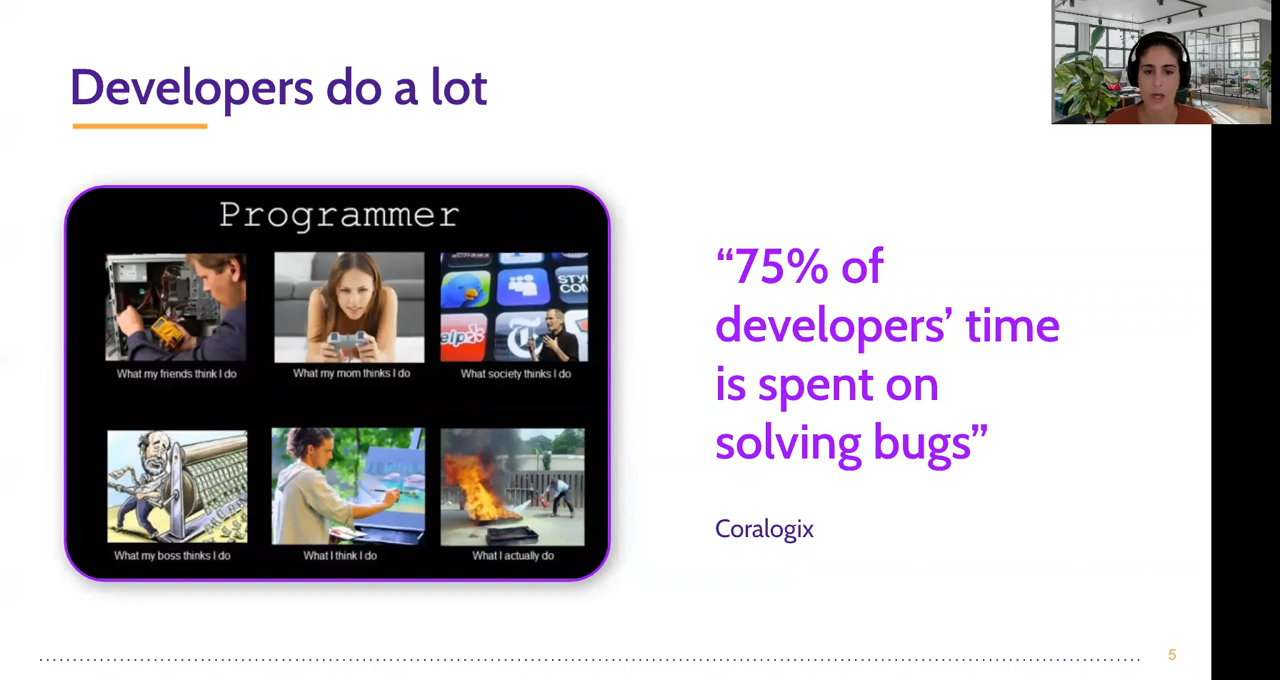 Developers do a lot
Programmer
What my friends think I do
What my mom thinks I do
What society thinks I do
What my boss thinks I do
What I think I do
What I actually do
“75% of
developers’ time
is spent on
solving bugs”
Coralogix
5